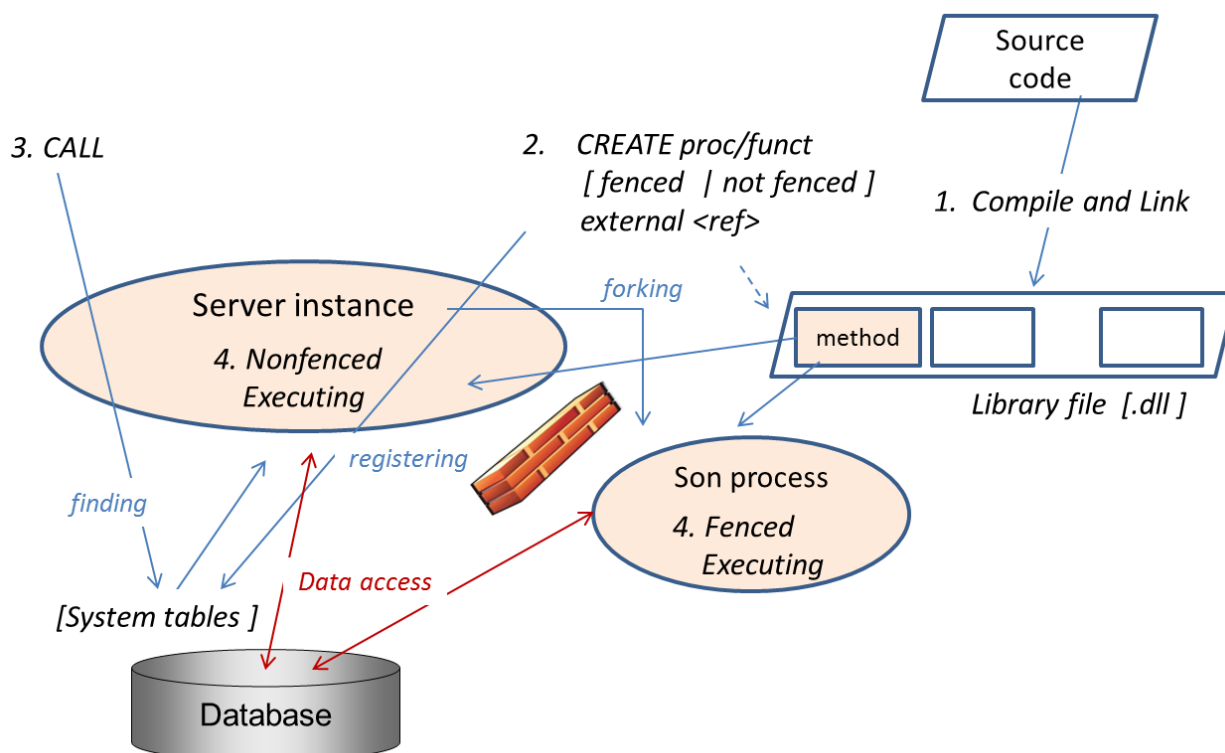 Source
code
3. CALL
2. CREATE proc/funct
[ fenced | not fenced ]
external <ref>
1. Compile and Link
forking
Server instance
4. Nonfenced
Executing
method
Library file [.dll ]
registering
finding
Son process
4. Fenced
Executing
Data access
[System tables ]
Database